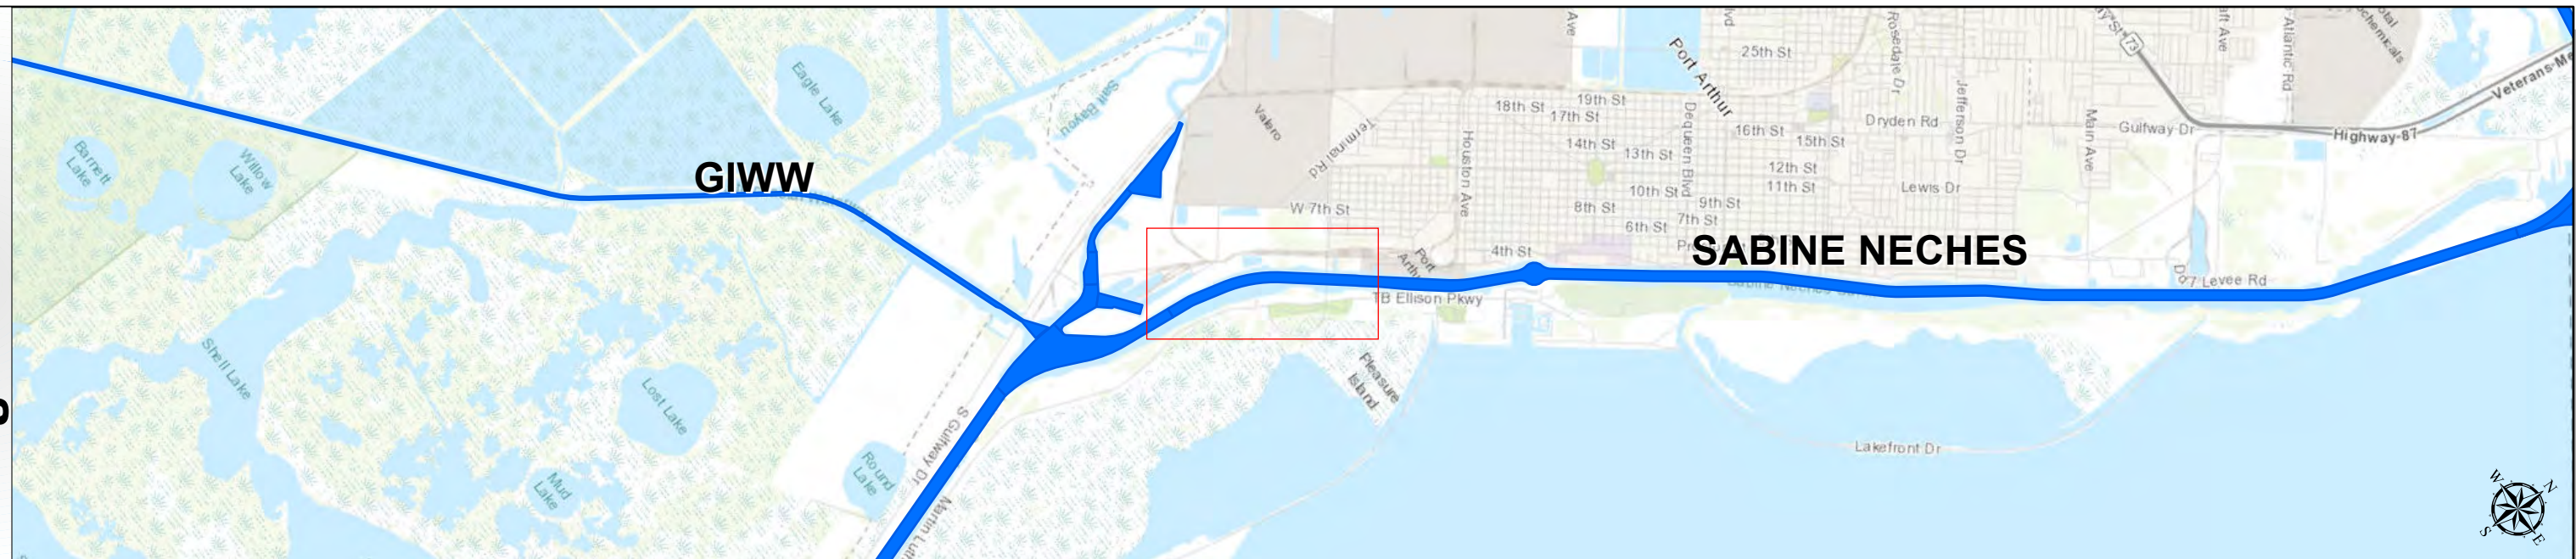 GIWW
SABINE NECHES
Eagle Lake
Barnett
Lake
Willow
Lake
Salt Bayou
Shell Lake
Lost Lake
Mud
Lake
Round
Lake
S Gulfway Dr
Valero
Terminal Rd
W 7th St
Houston Ave
Port Arthur
25th St
19th St
18th St
17th St
16th St
15th St
14th St
13th St
12th St
11th St
10th St
9th St
8th St
7th St
6th St
4th St
Dequeen Blvd
Rosedale Dr
Jefferson Dr
Dryden Rd
Lewis Dr
Main Ave
Gulfway Dr
Highway-87
73
Atlantic Rd
Ave
TB Ellison Pkwy
Levee Rd
Pleasure
Island
Lakefront Dr
W
N
S
E